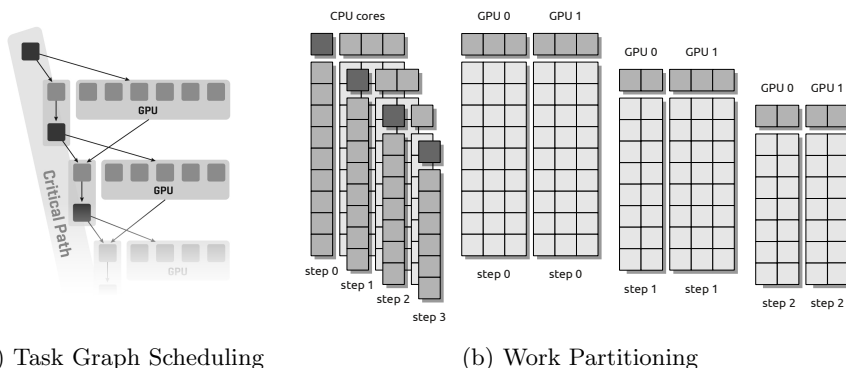 CPU cores
GPU 0 GPU 1
GPU 0 GPU 1
GPU 0 GPU 1
GPU
GPU
GPU
Critical Path
step 0
step 1
step 2
step 3
step 0 step 0
step 1 step 1
step 2 step 2
) Task Graph Scheduling
(b) Work Partitioning